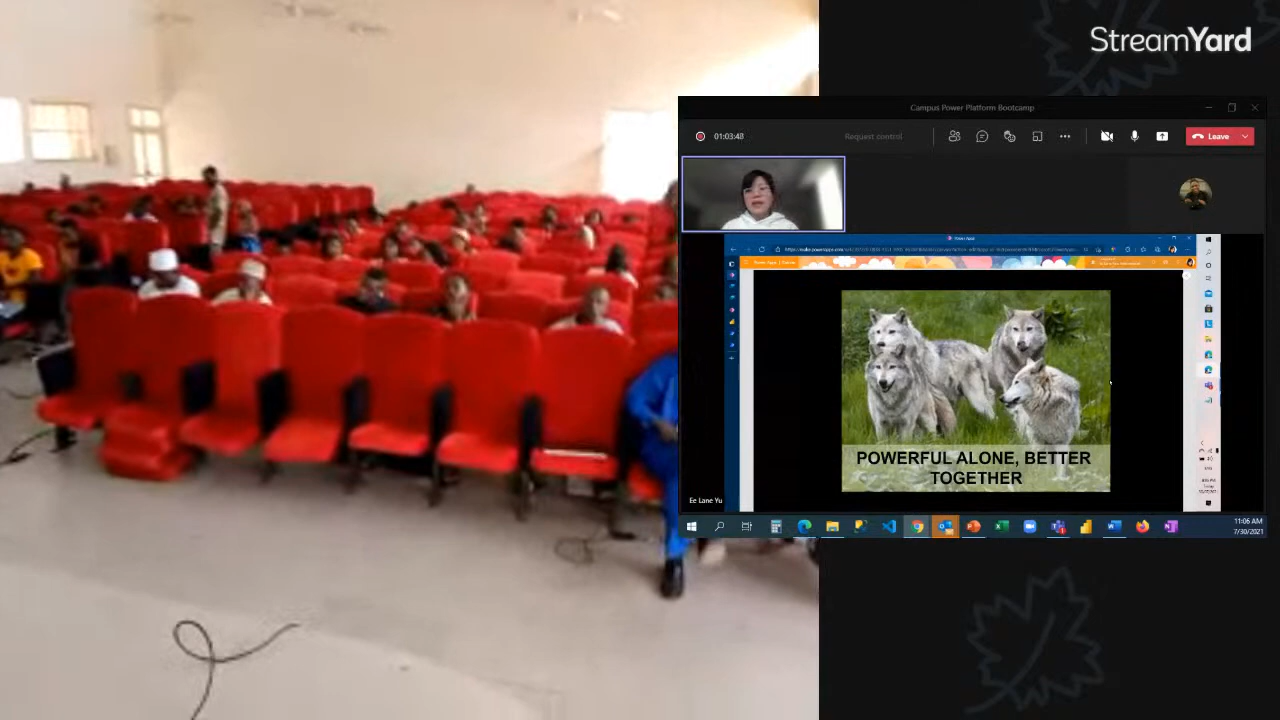 StreamYard
Campus Power Platform Bootcamp
01:03:48
Request control
Leave
POWERFUL ALONE, BETTER
TOGETHER
Ee Lane Yu
11:06 AM
7/30/2021